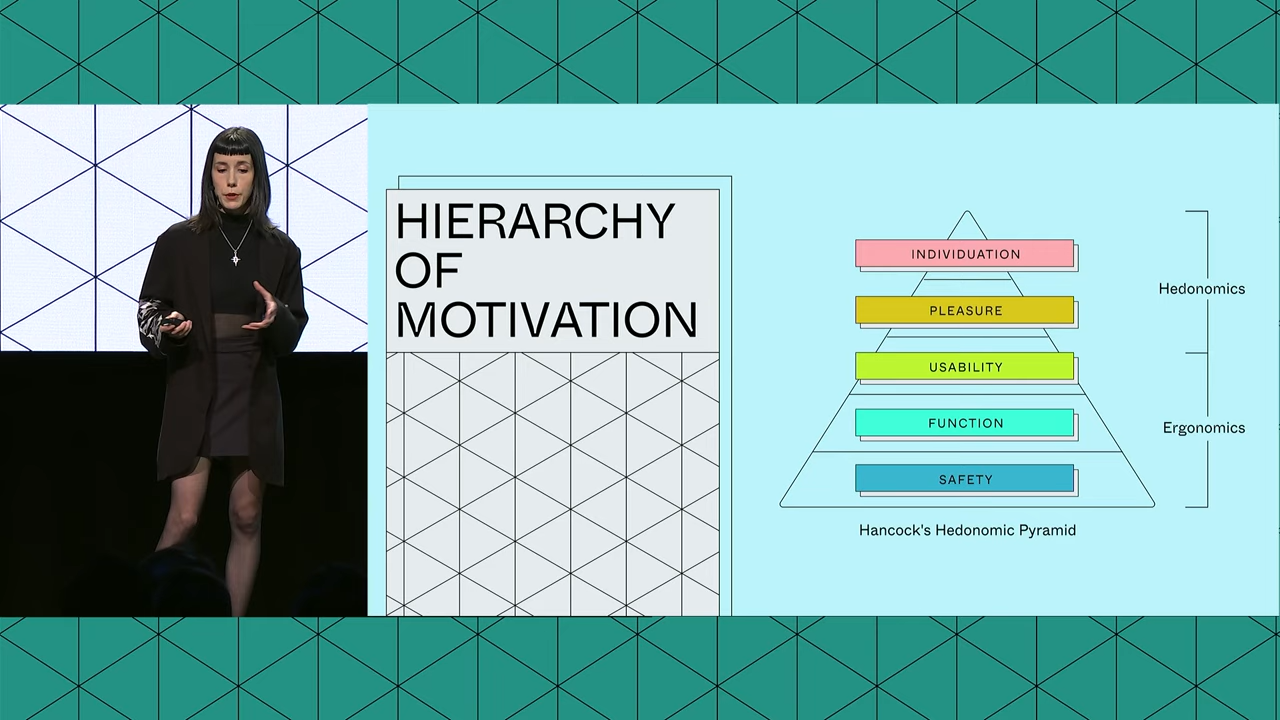 HIERARCHY
OF
MOTIVATION
INDIVIDUATION
PLEASURE
USABILITY
FUNCTION
SAFETY
Hedonomics
Ergonomics
Hancock's Hedonomic Pyramid